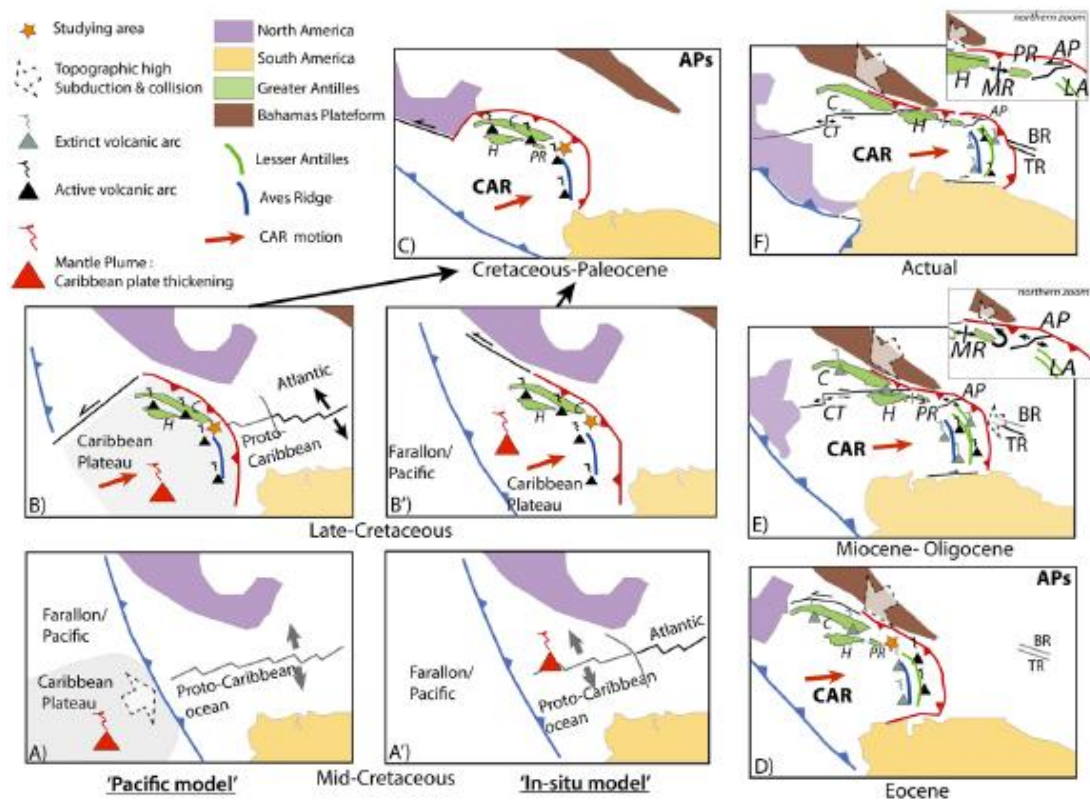 Studying area
Topographic high
Subduction & collision
Extinct volcanic arc
Active volcanic arc
Mantle Plume :
Caribbean plate thickening
North America
South America
Greater Antilles
Bahamas Plateform
Lesser Antilles
Aves Ridge
CAR motion
APs
C
H
PR
CAR
C)
Cretaceous-Paleocene
northern zoom
PR
AP
H
MR
LA
C
CT
H
AP
BR
TR
CAR
F)
Actual
C
H
Atlantic
Proto-
Caribbean
Caribbean
Plateau
B)
H
Farallon/
Pacific
Caribbean
Plateau
B')
Late-Cretaceous
northern zoom
AP
MR
LA
C
CT
H
PR
AP
BR
TR
CAR
E)
Miocene- Oligocene
Farallon/
Pacific
Caribbean
Plateau
Proto-Caribbean
ocean
A)
Farallon/
Pacific
Atlantic
Proto-Caribbean
ocean
A')
Mid-Cretaceous
'Pacific model'
'In-situ model'
APs
C
H
PR
BR
TR
CAR
D)
Eocene